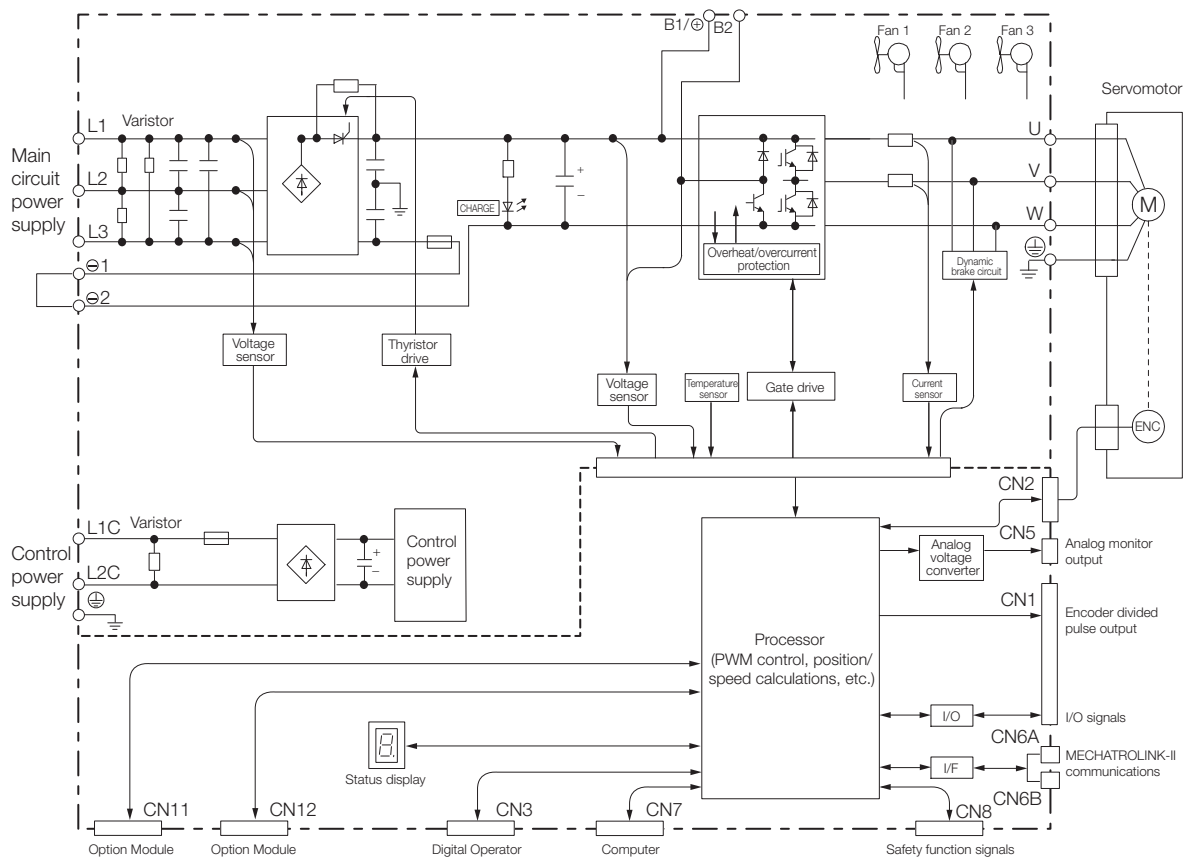 B1/⊕ B2
Fan 1 Fan 2 Fan 3
Servomotor
Main
circuit
power
supply
L1
Varistor
L2
L3
⊖1
⊖2
CHARGE
+
–
Overheat/overcurrent
protection
U
V
W
Dynamic
brake circuit
M
ENC
Voltage
sensor
Thyristor
drive
Voltage
sensor
Temperature
sensor
Gate drive
Current
sensor
Control
power
supply
L1C
Varistor
L2C
+
–
Control
power
supply
Processor
(PWM control, position/
speed calculations, etc.)
CN2
CN5
Analog
voltage
converter
Analog monitor
output
CN1
Encoder divided
pulse output
I/O
I/O signals
CN6A
I/F
MECHATROLINK-II
communications
CN6B
8.
Status display
CN11
Option Module
CN12
Option Module
CN3
Digital Operator
CN7
Computer
CN8
Safety function signals